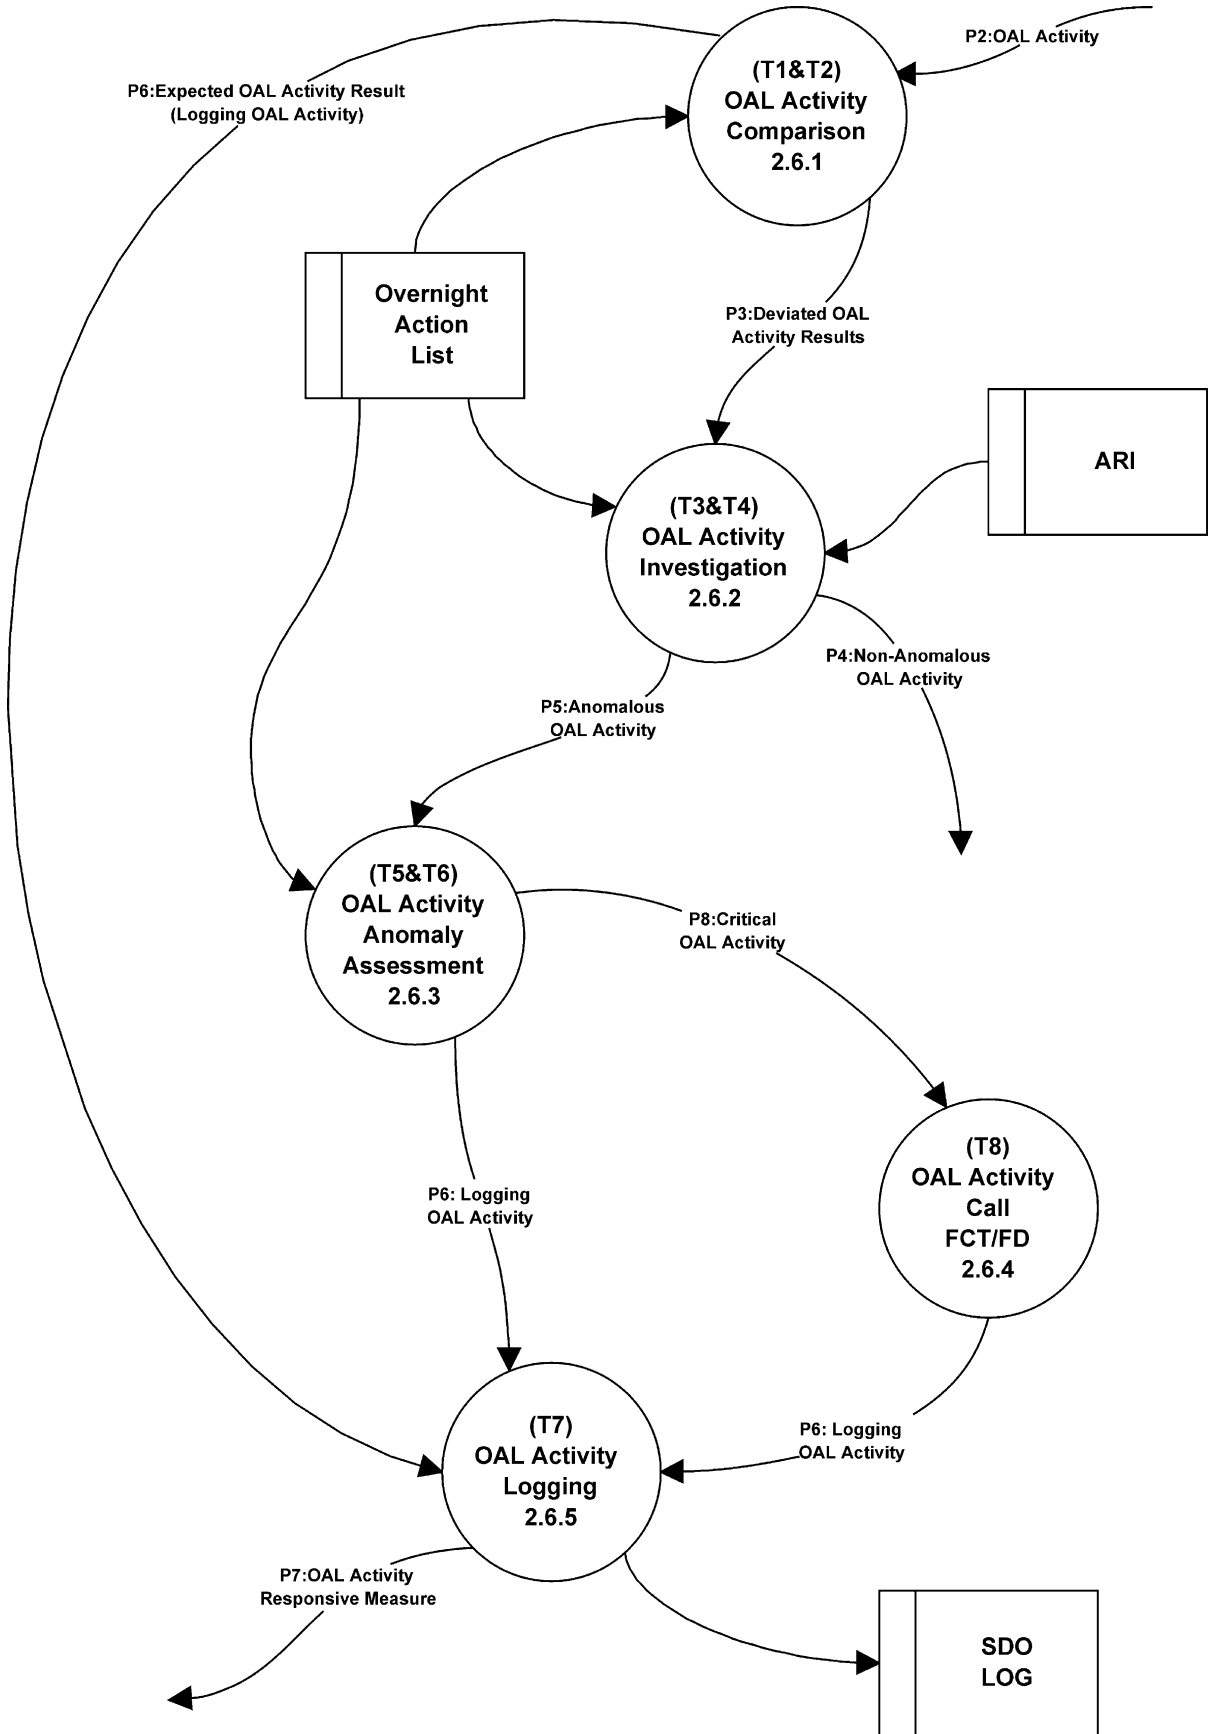 P2:OAL Activity
(T1&T2)
OAL Activity
Comparison
2.6.1
P6:Expected OAL Activity Result
(Logging OAL Activity)
Overnight
Action
List
P3:Deviated OAL
Activity Results
ARI
(T3&T4)
OAL Activity
Investigation
2.6.2
P4:Non-Anomalous
OAL Activity
P5:Anomalous
OAL Activity
(T5&T6)
OAL Activity
Anomaly
Assessment
2.6.3
P8:Critical
OAL Activity
(T8)
OAL Activity
Call
FCT/FD
2.6.4
P6: Logging
OAL Activity
P6: Logging
OAL Activity
(T7)
OAL Activity
Logging
2.6.5
P7:OAL Activity
Responsive Measure
SDO
LOG